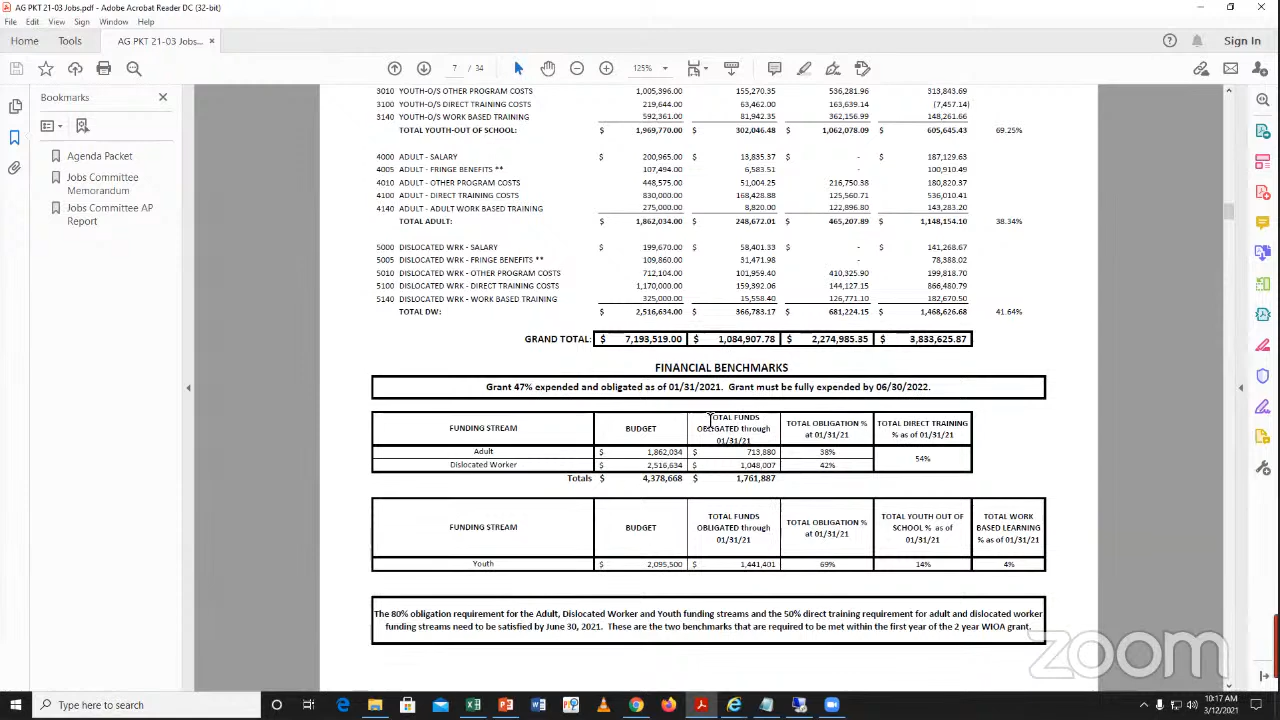 AG PKT 21-03 Jobs.pdf - Adobe Acrobat Reader DC (32-bit)
File Edit View Sign Window Help
Home Tools AG PKT 21-03 Jobs... × Sign In
7 / 34 125%
Bookmarks
Agenda Packet
Jobs Committee
Memorandum
Jobs Committee AP
Report
3010 YOUTH-O/S OTHER PROGRAM COSTS 1,005,396.00 155,270.35 536,281.96 313,843.69
3100 YOUTH-O/S DIRECT TRAINING COSTS 219,644.00 63,462.00 163,639.14 (7,457.14)
3140 YOUTH-O/S WORK BASED TRAINING 592,361.00 81,942.35 362,156.99 148,261.66
TOTAL YOUTH-OUT OF SCHOOL: $ 1,969,770.00 $ 302,046.48 $ 1,062,078.09 $ 605,645.43 69.25%
4000 ADULT - SALARY $ 200,965.00 $ 13,835.37 $ - $ 187,129.63
4005 ADULT - FRINGE BENEFITS ** 107,494.00 6,583.51 - 100,910.49
4010 ADULT - OTHER PROGRAM COSTS 448,575.00 51,004.25 216,750.38 180,820.37
4100 ADULT - DIRECT TRAINING COSTS 830,000.00 168,428.88 125,560.71 536,010.41
4140 ADULT - ADULT WORK BASED TRAINING 275,000.00 8,820.00 122,896.80 143,283.20
TOTAL ADULT: $ 1,862,034.00 $ 248,672.01 $ 465,207.89 $ 1,148,154.10 38.34%
5000 DISLOCATED WRK - SALARY $ 199,670.00 $ 58,401.33 $ - $ 141,268.67
5005 DISLOCATED WRK - FRINGE BENEFITS ** 109,860.00 31,471.98 - 78,388.02
5010 DISLOCATED WRK - OTHER PROGRAM COSTS 712,104.00 101,959.40 410,325.90 199,818.70
5100 DISLOCATED WRK - DIRECT TRAINING COSTS 1,170,000.00 159,392.06 144,127.15 866,480.79
5140 DISLOCATED WRK - WORK BASED TRAINING 325,000.00 15,558.40 126,771.10 182,670.50
TOTAL DW: $ 2,516,634.00 $ 366,783.17 $ 681,224.15 $ 1,468,626.68 41.64%
GRAND TOTAL: $ 7,193,519.00 $ 1,084,907.78 $ 2,274,985.35 $ 3,833,625.87
FINANCIAL BENCHMARKS
Grant 47% expended and obligated as of 01/31/2021. Grant must be fully expended by 06/30/2022.
FUNDING STREAM BUDGET TOTAL FUNDS OBLGATED through 01/31/21 TOTAL OBLIGATION % at 01/31/21 TOTAL DIRECT TRAINING % as of 01/31/21
Adult $ 1,862,034 $ 713,880 38%
54%
Dislocated Worker $ 2,516,634 $ 1,048,007 42%
Totals $ 4,378,668 $ 1,761,887
FUNDING STREAM BUDGET TOTAL FUNDS OBLGATED through 01/31/21 TOTAL OBLIGATION % at 01/31/21 TOTAL YOUTH OUT OF SCHOOL % as of 01/31/21 TOTAL WORK BASED LEARNING % as of 01/31/21
Youth $ 2,095,500 $ 1,441,401 69% 14% 4%
The 80% obligation requirement for the Adult, Dislocated Worker and Youth funding streams and the 50% direct training requirement for adult and dislocated worker
funding streams need to be satisfied by June 30, 2021. These are the two benchmarks that are required to be met within the first year of the 2 year WIOA grant.
zoom
Type here to search
10:17 AM
3/12/2021